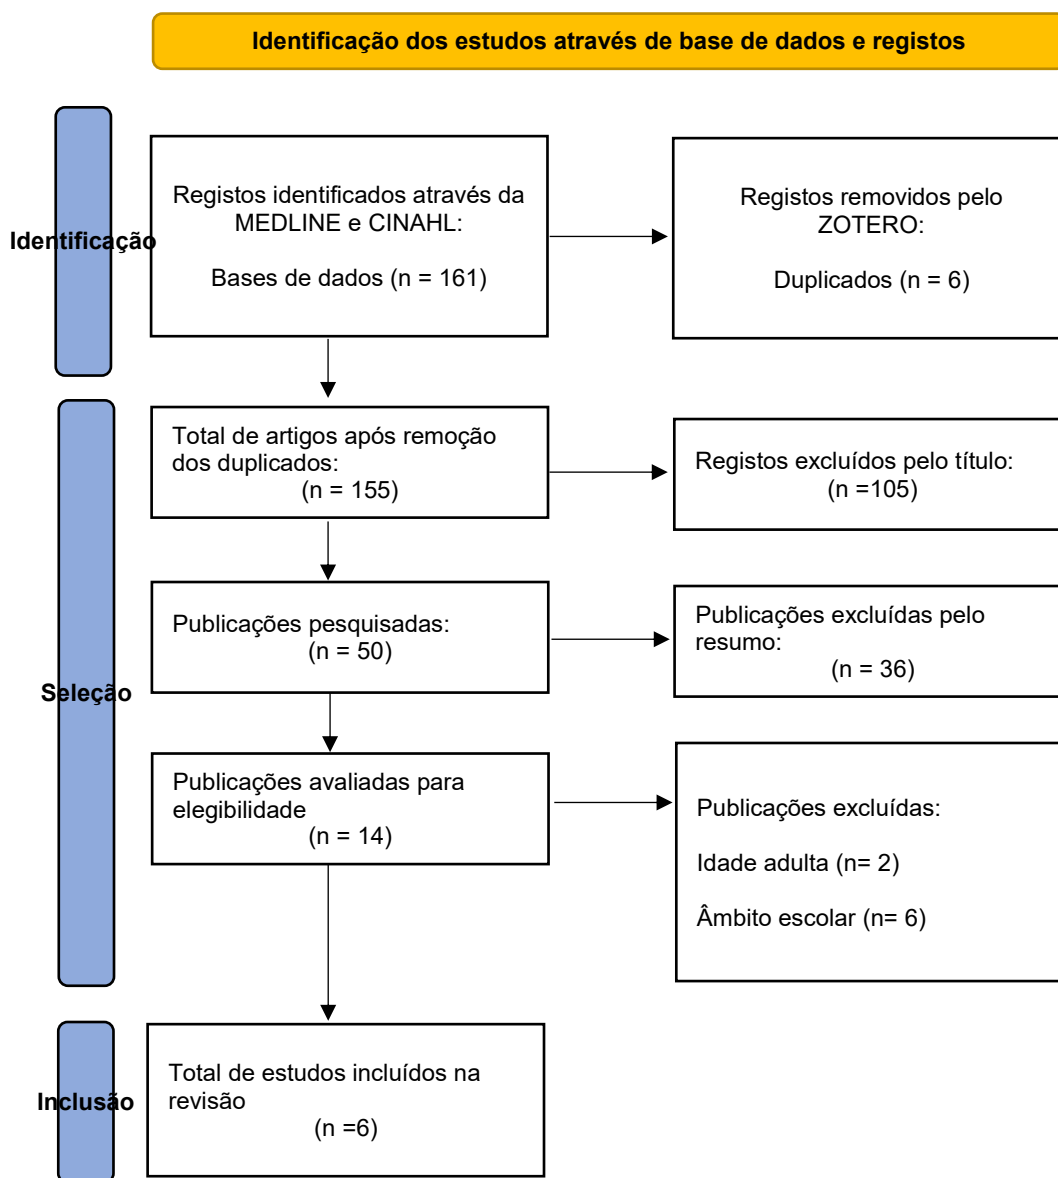 Identificação dos estudos através de base de dados e registos
Identificação
Registos identificados através da
MEDLINE e CINAHL:
Bases de dados (n = 161)
Registos removidos pelo
ZOTERO:
Duplicados (n = 6)
Seleção
Total de artigos após remoção
dos duplicados:
(n = 155)
Registos excluídos pelo título:
(n =105)
Publicações pesquisadas:
(n = 50)
Publicações excluídas pelo
resumo:
(n = 36)
Publicações avaliadas para
elegibilidade
(n = 14)
Publicações excluídas:
Idade adulta (n= 2)
Âmbito escolar (n= 6)
Inclusão
Total de estudos incluídos na
revisão
(n =6)